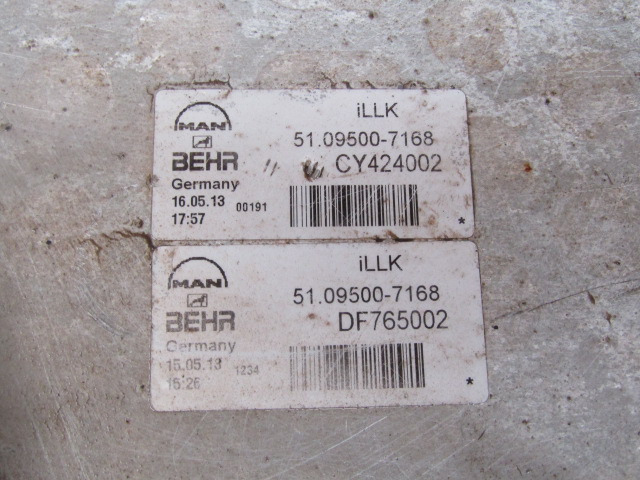 MAN
iLLK
51.09500-7168
BEHR
CY424002
Germany
16.05.13 00191
17:57
*
MAN
iLLK
51.09500-7168
BEHR
DF765002
Germany
15.05.13 1234
15:26
*